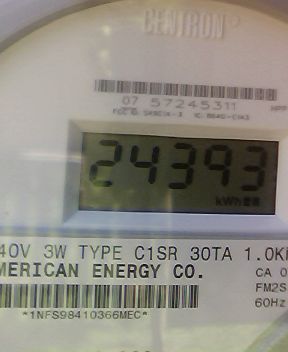 CENTRON
07 57245311
24393
kWh
40V 3W TYPE C1SR 30TA 1.0K
MERICAN ENERGY CO.
CA 0
FM2S
60Hz
*1NFS98410366MEC*